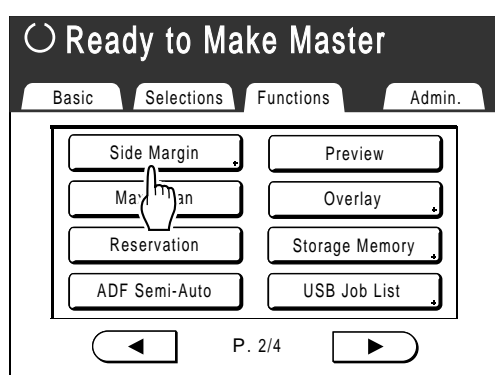 Ready to Make Master
Basic Selections Functions Admin.
Side Margin Preview
Overlay
Reservation Storage Memory
ADF Semi-Auto USB Job List
P. 2/4